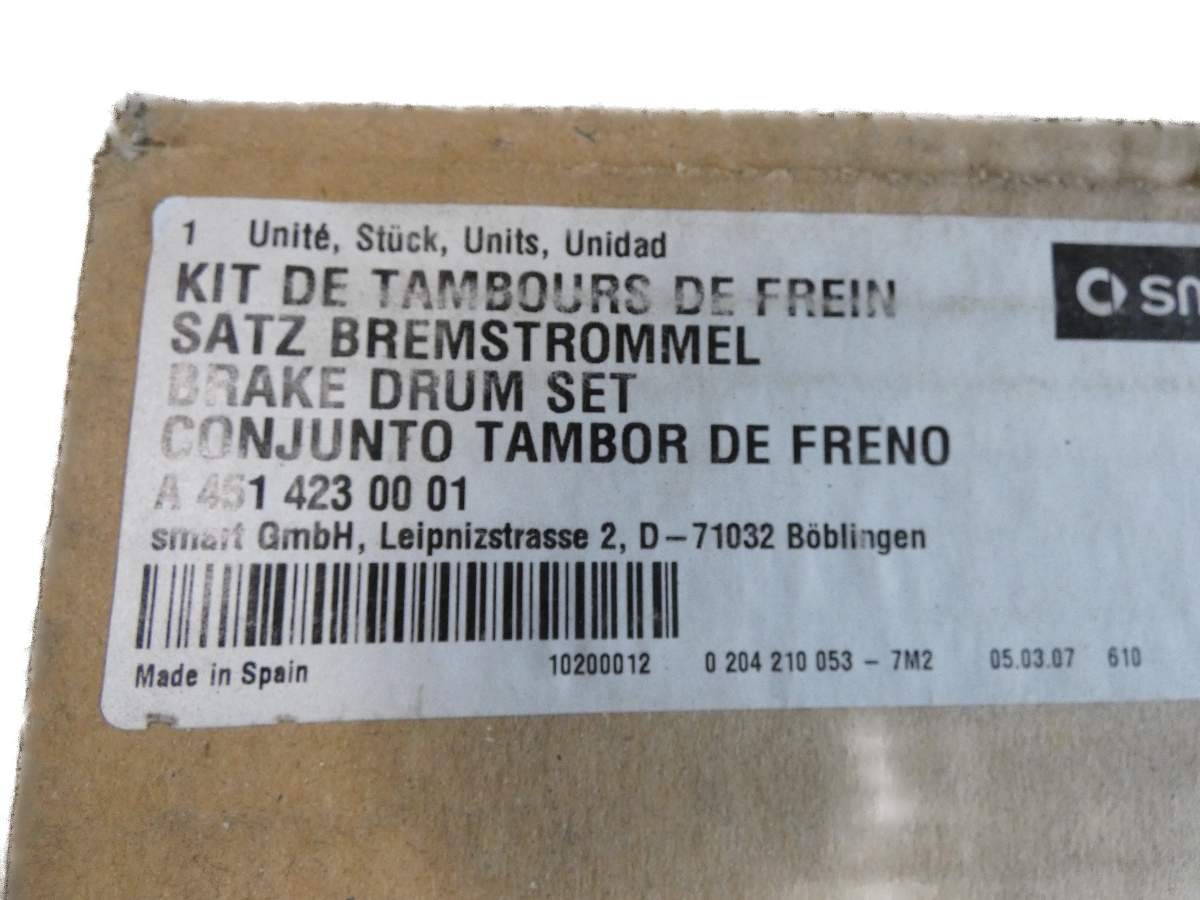 1 Unité, Stück, Units, Unidad
KIT DE TAMBOURS DE FREIN
SATZ BREMSTROMMEL
BRAKE DRUM SET
CONJUNTO TAMBOR DE FRENO
A 451 423 00 01
smart GmbH, Leipnizstrasse 2, D-71032 Böblingen
Made in Spain 10200012 0 204 210 053 - 7M2 05.03.07 610